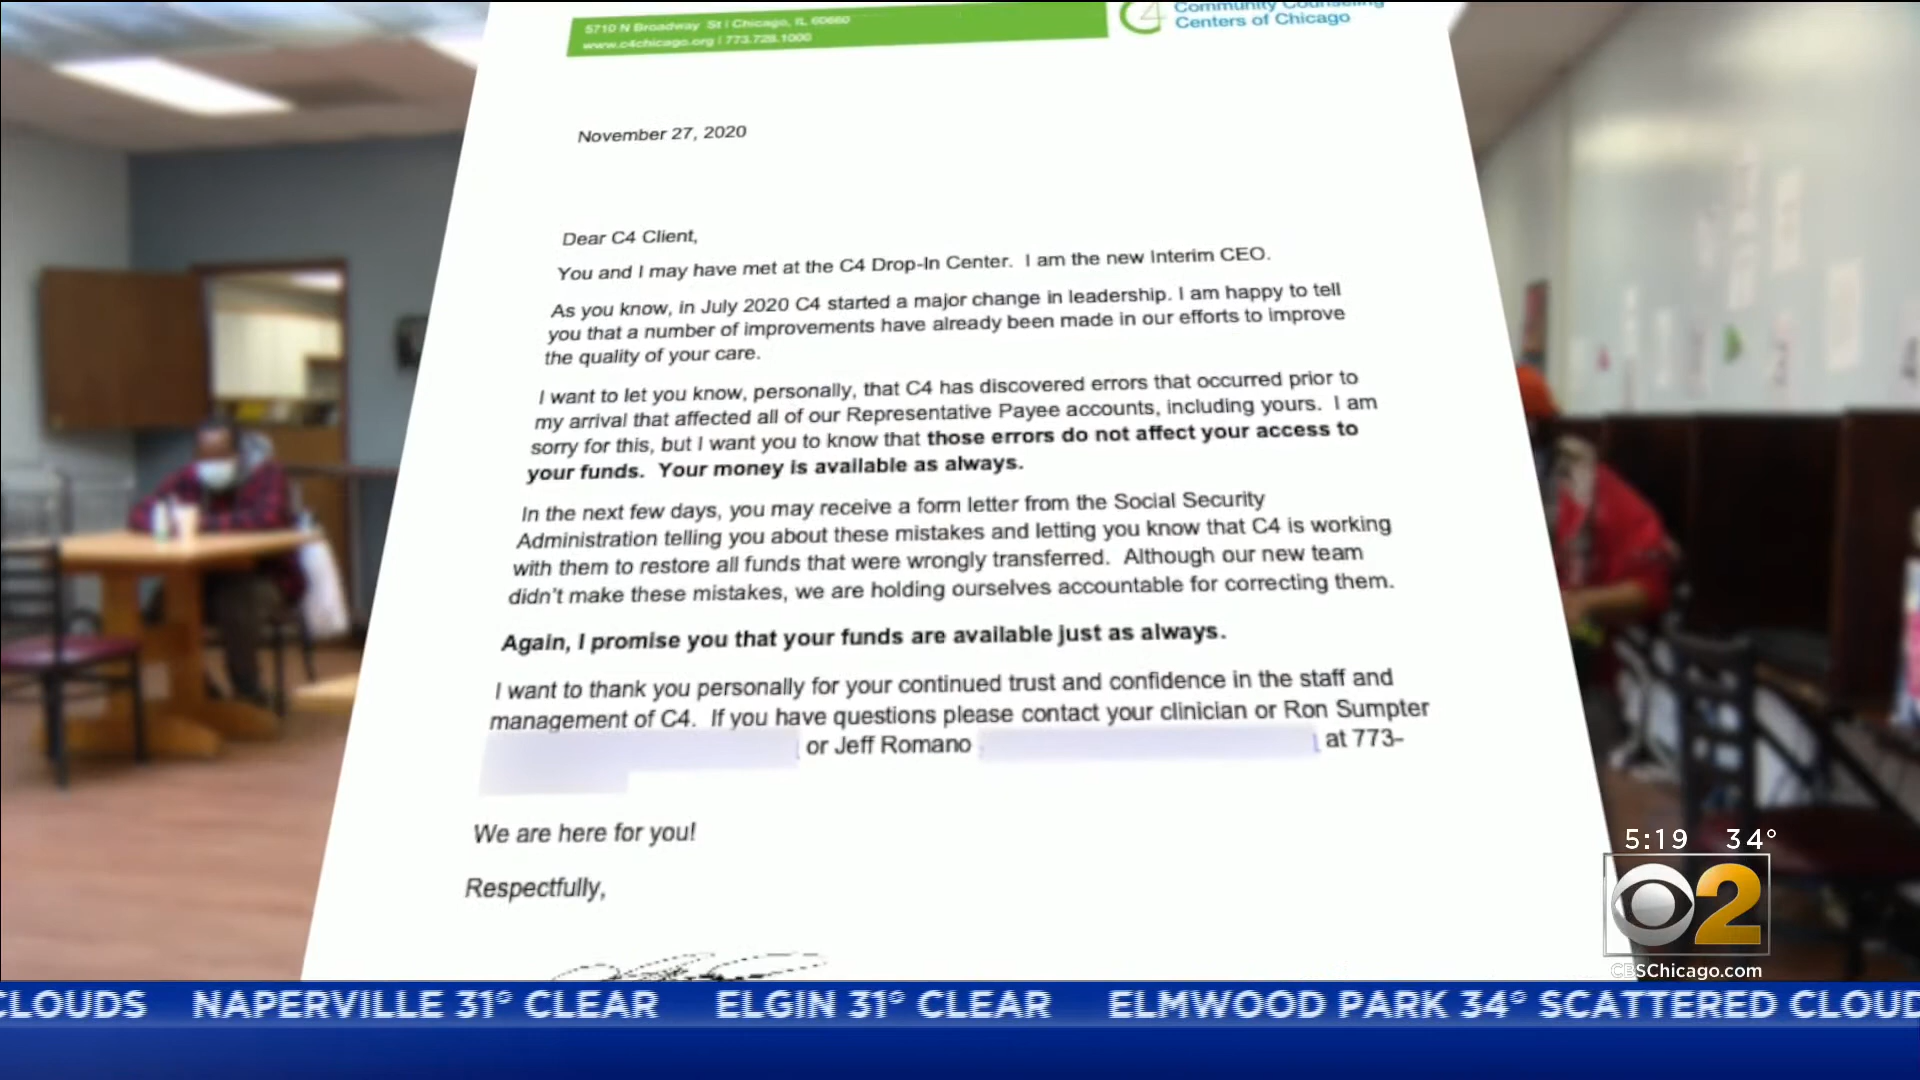 5710 N Broadway St | Chicago, IL 60660
www.c4chicago.org | 773.728.1000
C4
Community Counseling
Centers of Chicago
November 27, 2020
Dear C4 Client,
You and I may have met at the C4 Drop-In Center. I am the new Interim CEO.
As you know, in July 2020 C4 started a major change in leadership. I am happy to tell
you that a number of improvements have already been made in our efforts to improve
the quality of your care.
I want to let you know, personally, that C4 has discovered errors that occurred prior to
my arrival that affected all of our Representative Payee accounts, including yours. I am
sorry for this, but I want you to know that those errors do not affect your access to
your funds. Your money is available as always.
In the next few days, you may receive a form letter from the Social Security
Administration telling you about these mistakes and letting you know that C4 is working
with them to restore all funds that were wrongly transferred. Although our new team
didn't make these mistakes, we are holding ourselves accountable for correcting them.
Again, I promise you that your funds are available just as always.
I want to thank you personally for your continued trust and confidence in the staff and
management of C4. If you have questions please contact your clinician or Ron Sumpter
or Jeff Romano at 773-
We are here for you!
Respectfully,
5:19 34°
2
CBSChicago.com
CLOUDS NAPERVILLE 31° CLEAR ELGIN 31° CLEAR ELMWOOD PARK 34° SCATTERED CLOUD